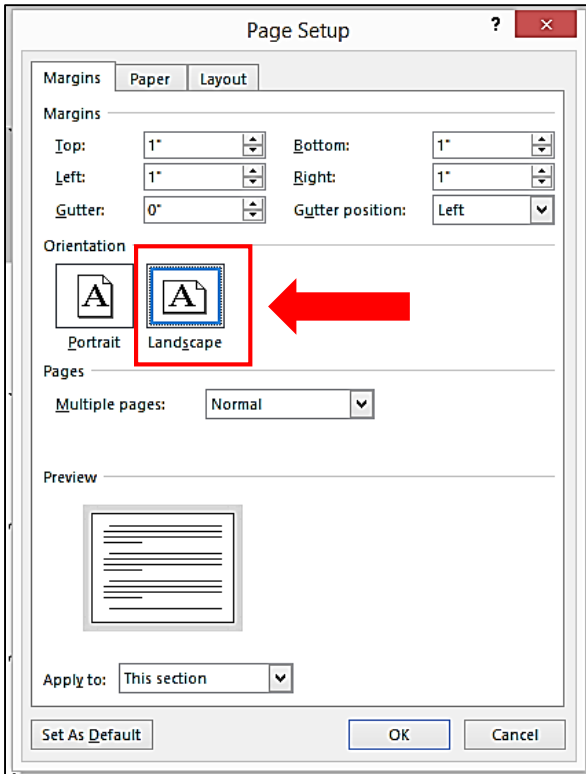 Page Setup ? ×
Margins Paper Layout
Margins
Top: 1" Bottom: 1"
Left: 1" Right: 1"
Gutter: 0" Gutter position: Left
Orientation
A A
Portrait Landscape
Pages
Multiple pages: Normal
Preview
Apply to: This section
Set As Default OK Cancel